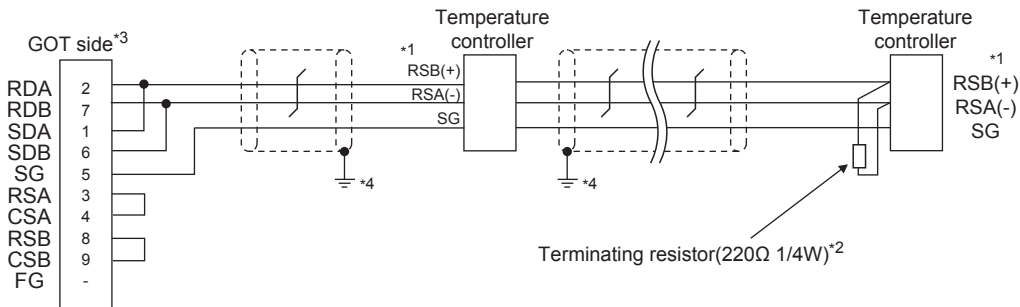 GOT side*3
RDA 2
RDB 7
SDA 1
SDB 6
SG 5
RSA 3
CSA 4
RSB 8
CSB 9
FG -
*4
Temperature
controller
*1
RSB(+)
RSA(-)
SG
*4
Temperature
controller
*1
RSB(+)
RSA(-)
SG
Terminating resistor(220Ω 1/4W)*2